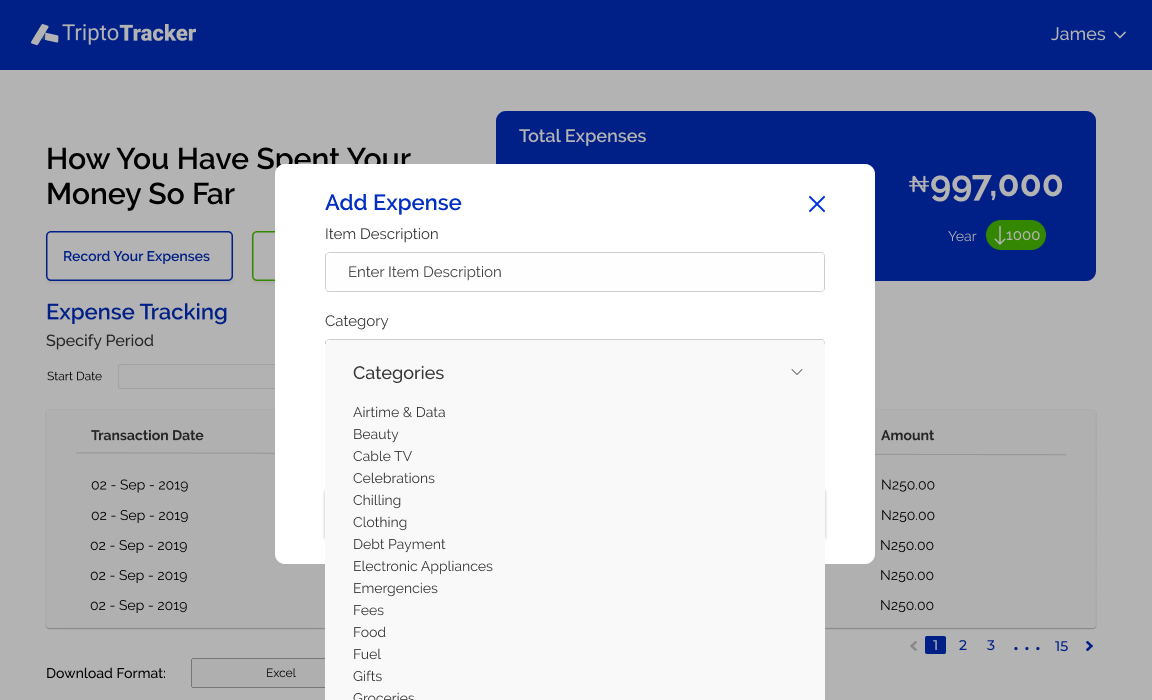 TriptoTracker
James
Total Expenses
How You Have Spent Your
Money So Far
₦997,000
Year
↓1000
Record Your Expenses
Add Expense
Item Description
Enter Item Description
Expense Tracking
Specify Period
Start Date
Category
Categories
Airtime & Data
Beauty
Cable TV
Celebrations
Chilling
Clothing
Debt Payment
Electronic Appliances
Emergencies
Fees
Food
Fuel
Gifts
Groceries
Transaction Date
Amount
02 - Sep - 2019
N250.00
02 - Sep - 2019
N250.00
02 - Sep - 2019
N250.00
02 - Sep - 2019
N250.00
02 - Sep - 2019
N250.00
< 1 2 3 .... 15 >
Download Format:
Excel